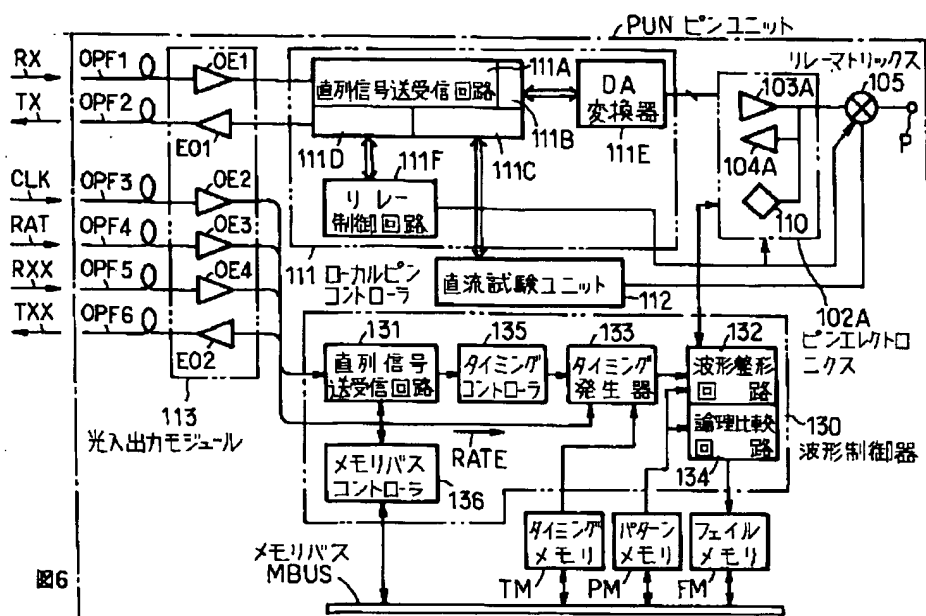 PUN ピンユニット
RX
OPF1
OE1
TX
OPF2
EO1
CLK
OPF3
OE2
RAT
OPF4
OE3
RXX
OPF5
OE4
TXX
OPF6
EO2
113
光入出力モジュール
111A
直列信号送受信回路
111B
111D
111C
DA
変換器
111E
111F
リレー
制御回路
111
ローカルピン
コントローラ
直流試験ユニット
112
リレーマトリックス
103A
105
P
104A
110
102A
ピンエレクトロ
ニクス
131
直列信号
送受信回路
135
タイミング
コントローラ
133
タイミング
発生器
132
波形整形
回路
論理比較
回路
134
130
波形制御器
RATE
メモリバス
コントローラ
136
タイミング
メモリ
TM
パターン
メモリ
PM
フェイル
メモリ
FM
メモリバス
MBUS
図6